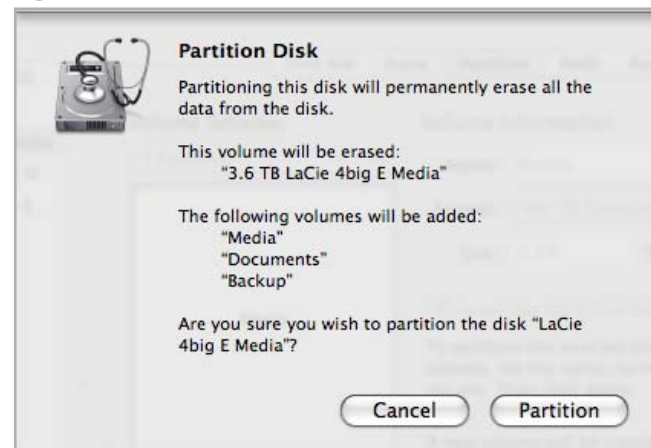 Partition Disk
Partitioning this disk will permanently erase all the
data from the disk.
This volume will be erased:
“3.6 TB LaCie 4big E Media”
The following volumes will be added:
“Media”
“Documents”
“Backup”
Are you sure you wish to partition the disk “LaCie
4big E Media”?
Cancel
Partition